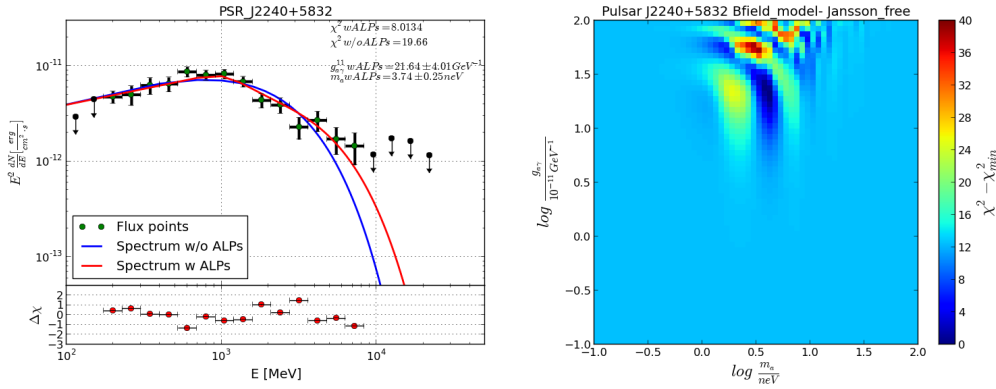 PSR_J2240+5832
χ² wALPs = 8.0134
χ² w/oALPs = 19.66
g¹¹ₐᵧ wALPs = 21.64 ± 4.01 GeV⁻¹
mₐ wALPs = 3.74 ± 0.25 neV
10⁻¹¹
10⁻¹²
10⁻¹³
E² dN/dE [erg/cm²·s]
Flux points
Spectrum w/o ALPs
Spectrum w ALPs
2
1
0
−1
−2
−3
Δχ
10² 10³ 10⁴
E [MeV]
Pulsar J2240+5832 Bfield_model- Jansson_free
2.0
1.5
1.0
0.5
0.0
−0.5
−1.0
log gₐᵧ/10⁻¹¹ GeV⁻¹
−1.0 −0.5 0.0 0.5 1.0 1.5 2.0
log mₐ/neV
40
36
32
28
24
20
16
12
8
4
0
χ² − χ²min